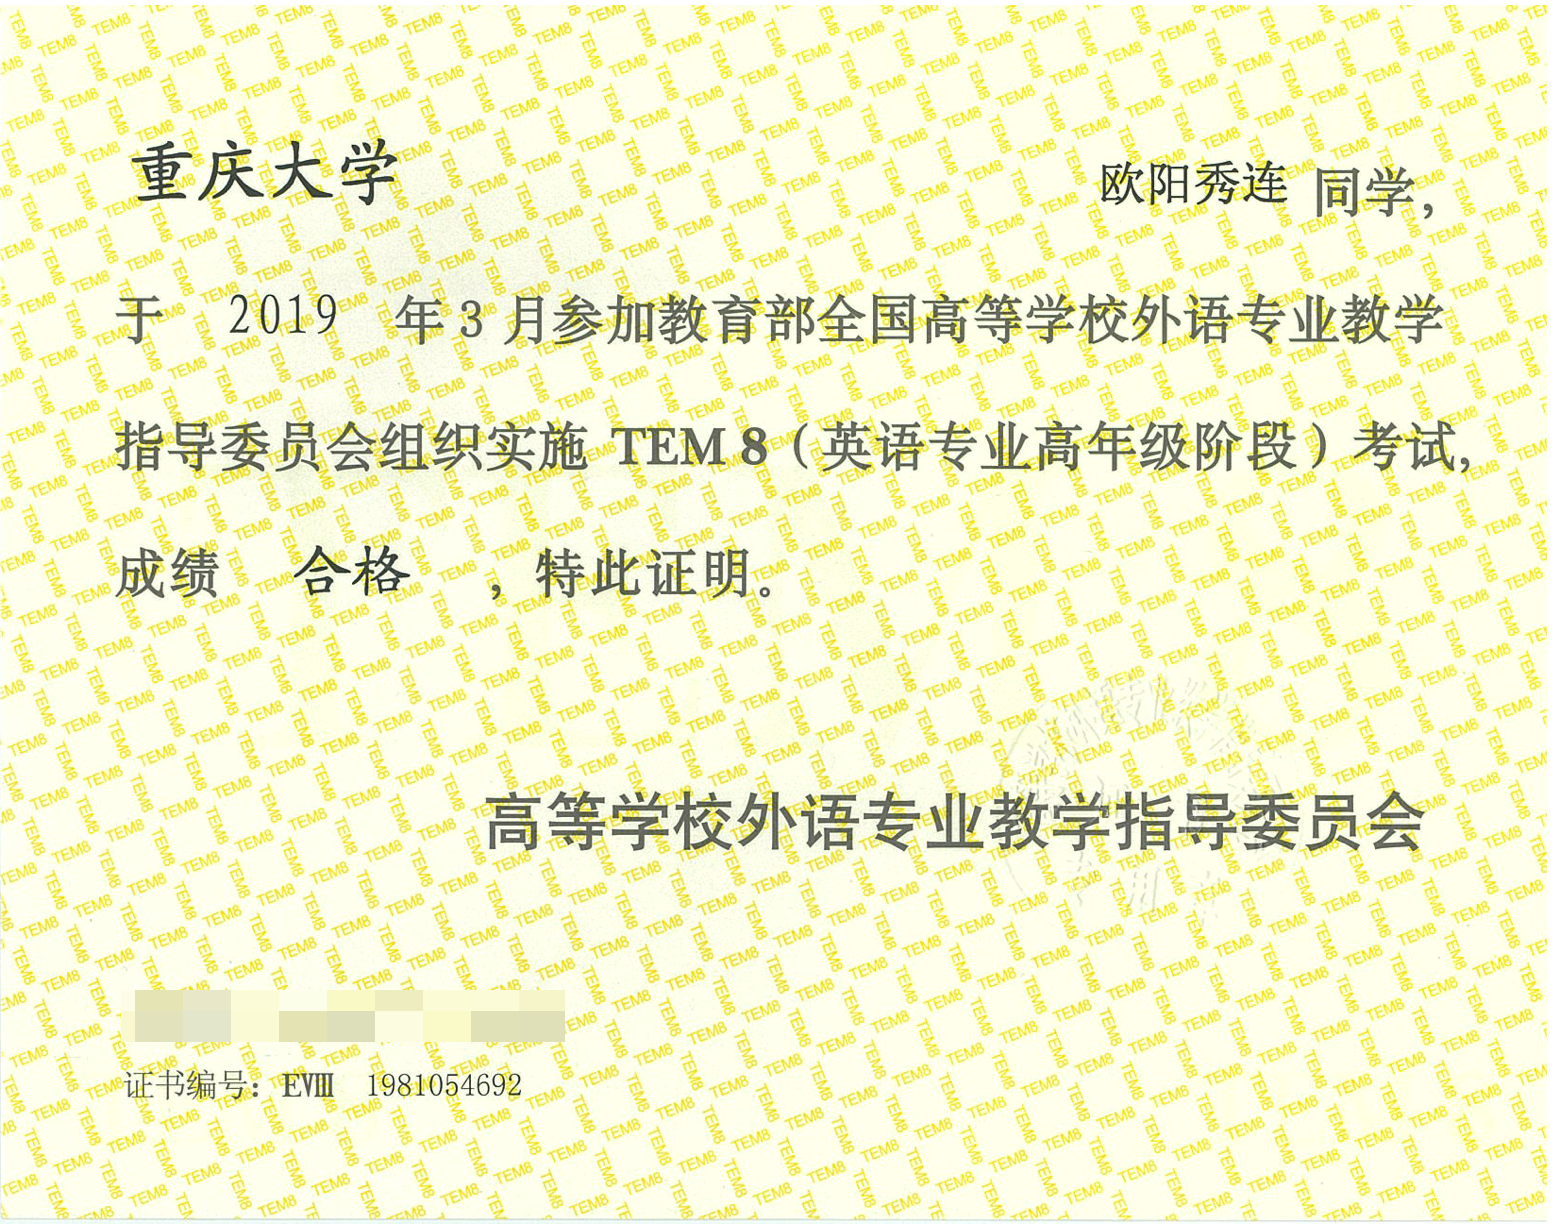 重庆大学 欧阳秀连 同学，
于 2019 年 3 月参加教育部全国高等学校外语专业教学
指导委员会组织实施 TEM 8（英语专业高年级阶段）考试，
成绩 合格 ，特此证明。
高等学校外语专业教学指导委员会
证书编号：EⅧ 1981054692